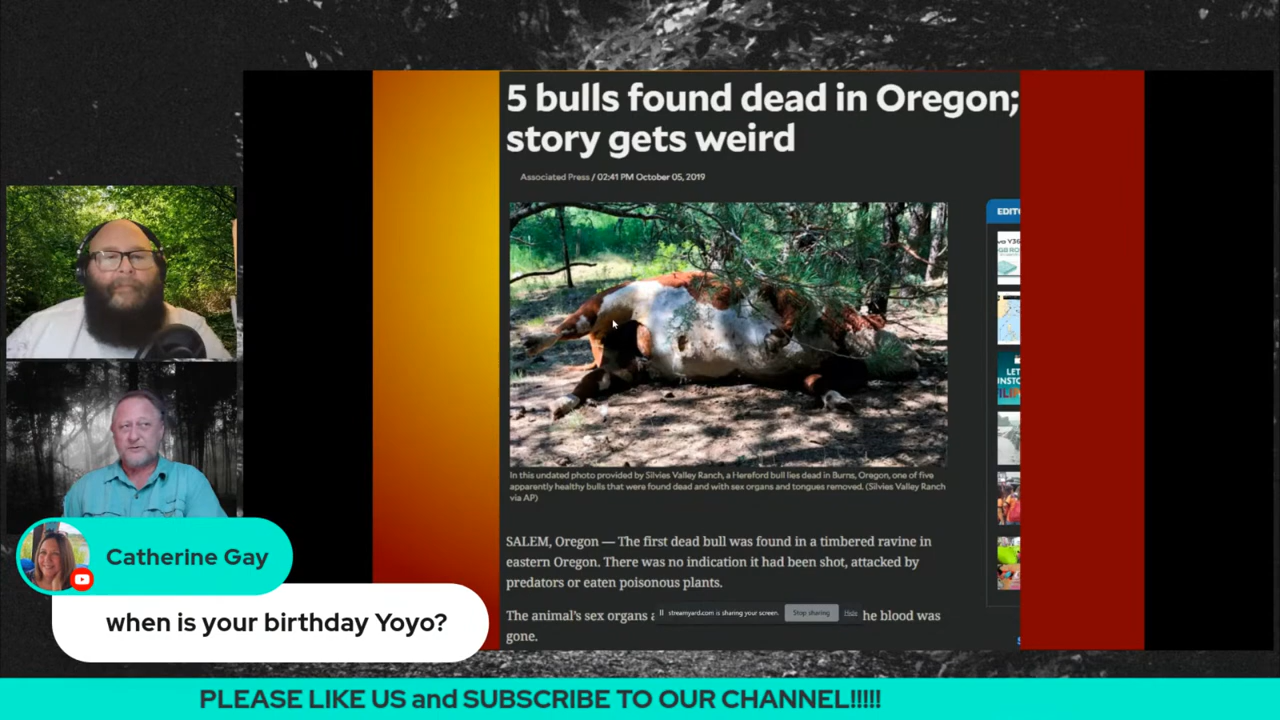 5 bulls found dead in Oregon;
story gets weird
Associated Press / 02:41 PM October 05, 2019
EDIT
In this undated photo provided by Silvies Valley Ranch, a Hereford bull lies dead in Burns, Oregon, one of five
apparently healthy bulls that were found dead and with sex organs and tongues removed. (Silvies Valley Ranch
via AP)
SALEM, Oregon — The first dead bull was found in a timbered ravine in
eastern Oregon. There was no indication it had been shot, attacked by
predators or eaten poisonous plants.
The animal's sex organs
he blood was
gone.
streamyard.com is sharing your screen.
Stop sharing
Hide
Catherine Gay
when is your birthday Yoyo?
PLEASE LIKE US and SUBSCRIBE TO OUR CHANNEL!!!!!